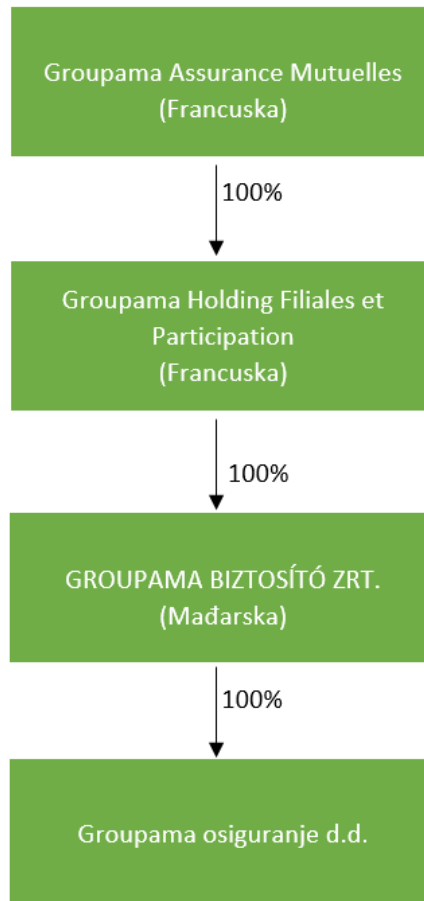 Groupama Assurance Mutuelles
(Francuska)
100%
Groupama Holding Filiales et
Participation
(Francuska)
100%
GROUPAMA BIZTOSÍTÓ ZRT.
(Mađarska)
100%
Groupama osiguranje d.d.